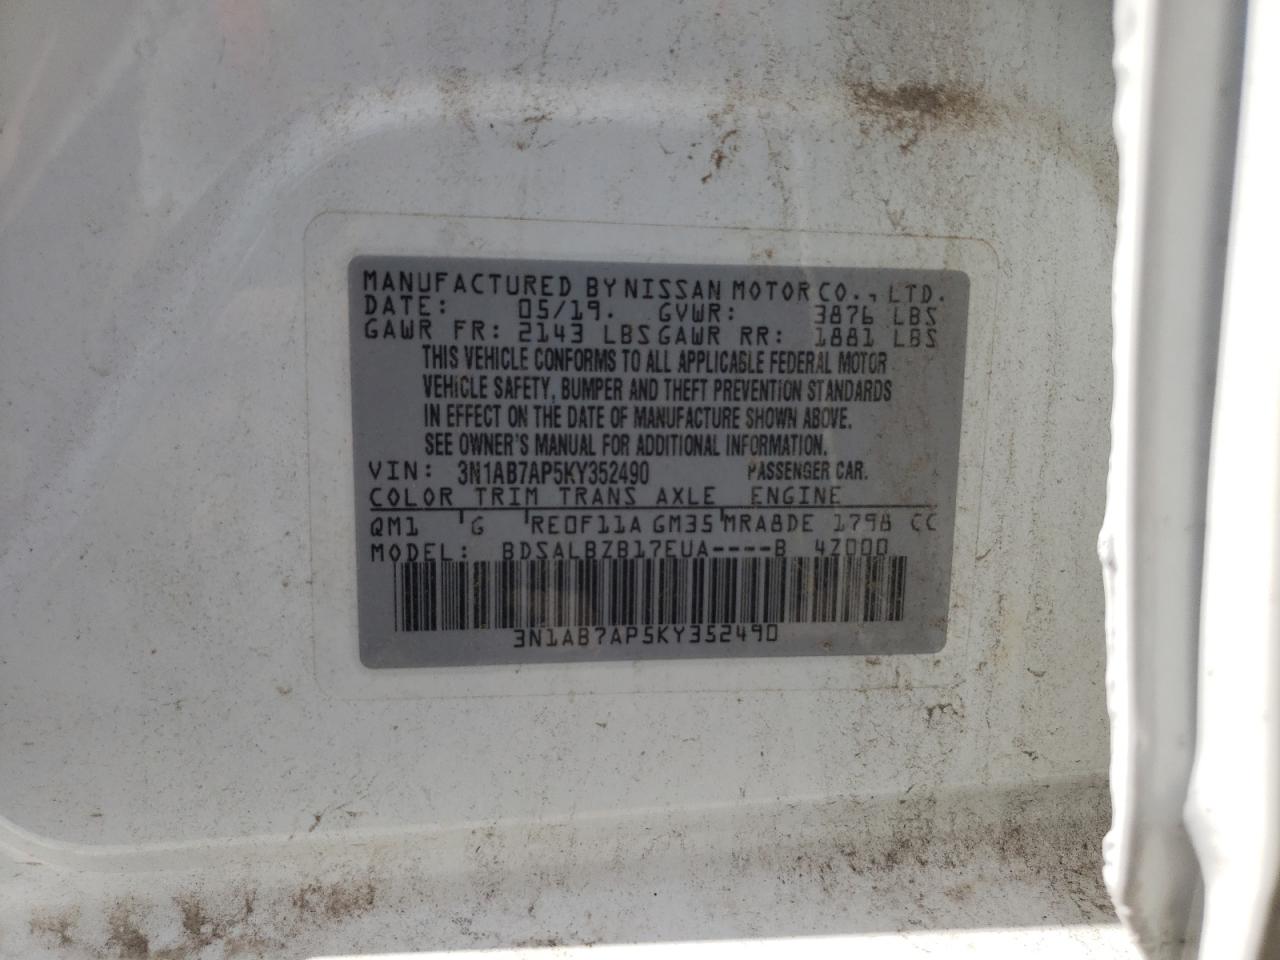 MANUFACTURED BY NISSAN MOTOR CO., LTD.
DATE: 05/19. GVWR: 3876 LBS
GAWR FR: 2143 LBS GAWR RR: 1881 LBS
THIS VEHICLE CONFORMS TO ALL APPLICABLE FEDERAL MOTOR
VEHICLE SAFETY, BUMPER AND THEFT PREVENTION STANDARDS
IN EFFECT ON THE DATE OF MANUFACTURE SHOWN ABOVE.
SEE OWNER'S MANUAL FOR ADDITIONAL INFORMATION.
VIN: 3N1AB7AP5KY352490 PASSENGER CAR.
COLOR TRIM TRANS AXLE ENGINE
QM1 G RE0F11A GM35 MRA8DE 1798 CC
MODEL: BDSALBZB17EUA----B 4Z000
3N1AB7AP5KY352490